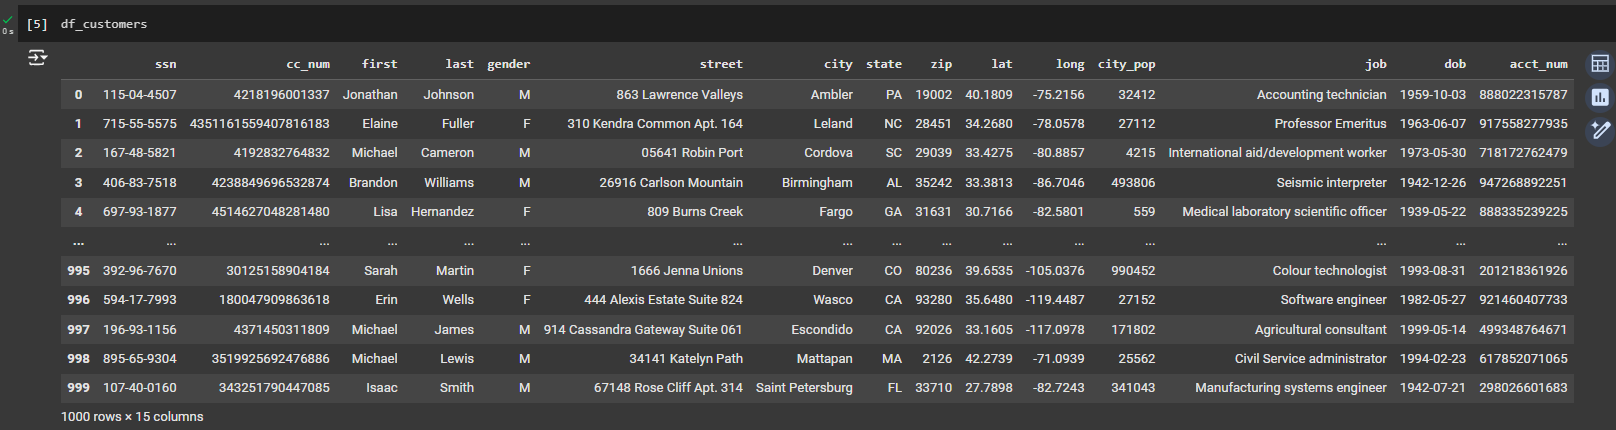 [5] df_customers
0 s
ssn cc_num first last gender street city state zip lat long city_pop job dob acct_num
0 115-04-4507 4218196001337 Jonathan Johnson M 863 Lawrence Valleys Ambler PA 19002 40.1809 -75.2156 32412 Accounting technician 1959-10-03 888022315787
1 715-55-5575 4351161559407816183 Elaine Fuller F 310 Kendra Common Apt. 164 Leland NC 28451 34.2680 -78.0578 27112 Professor Emeritus 1963-06-07 917558277935
2 167-48-5821 4192832764832 Michael Cameron M 05641 Robin Port Cordova SC 29039 33.4275 -80.8857 4215 International aid/development worker 1973-05-30 718172762479
3 406-83-7518 4238849696532874 Brandon Williams M 26916 Carlson Mountain Birmingham AL 35242 33.3813 -86.7046 493806 Seismic interpreter 1942-12-26 947268892251
4 697-93-1877 4514627048281480 Lisa Hernandez F 809 Burns Creek Fargo GA 31631 30.7166 -82.5801 559 Medical laboratory scientific officer 1939-05-22 888335239225
... ... ... ... ... ... ... ... ... ... ... ... ... ... ... ...
995 392-96-7670 30125158904184 Sarah Martin F 1666 Jenna Unions Denver CO 80236 39.6535 -105.0376 990452 Colour technologist 1993-08-31 201218361926
996 594-17-7993 180047909863618 Erin Wells F 444 Alexis Estate Suite 824 Wasco CA 93280 35.6480 -119.4487 27152 Software engineer 1982-05-27 921460407733
997 196-93-1156 4371450311809 Michael James M 914 Cassandra Gateway Suite 061 Escondido CA 92026 33.1605 -117.0978 171802 Agricultural consultant 1999-05-14 499348764671
998 895-65-9304 3519925692476886 Michael Lewis M 34141 Katelyn Path Mattapan MA 2126 42.2739 -71.0939 25562 Civil Service administrator 1994-02-23 617852071065
999 107-40-0160 343251790447085 Isaac Smith M 67148 Rose Cliff Apt. 314 Saint Petersburg FL 33710 27.7898 -82.7243 341043 Manufacturing systems engineer 1942-07-21 298026601683
1000 rows × 15 columns